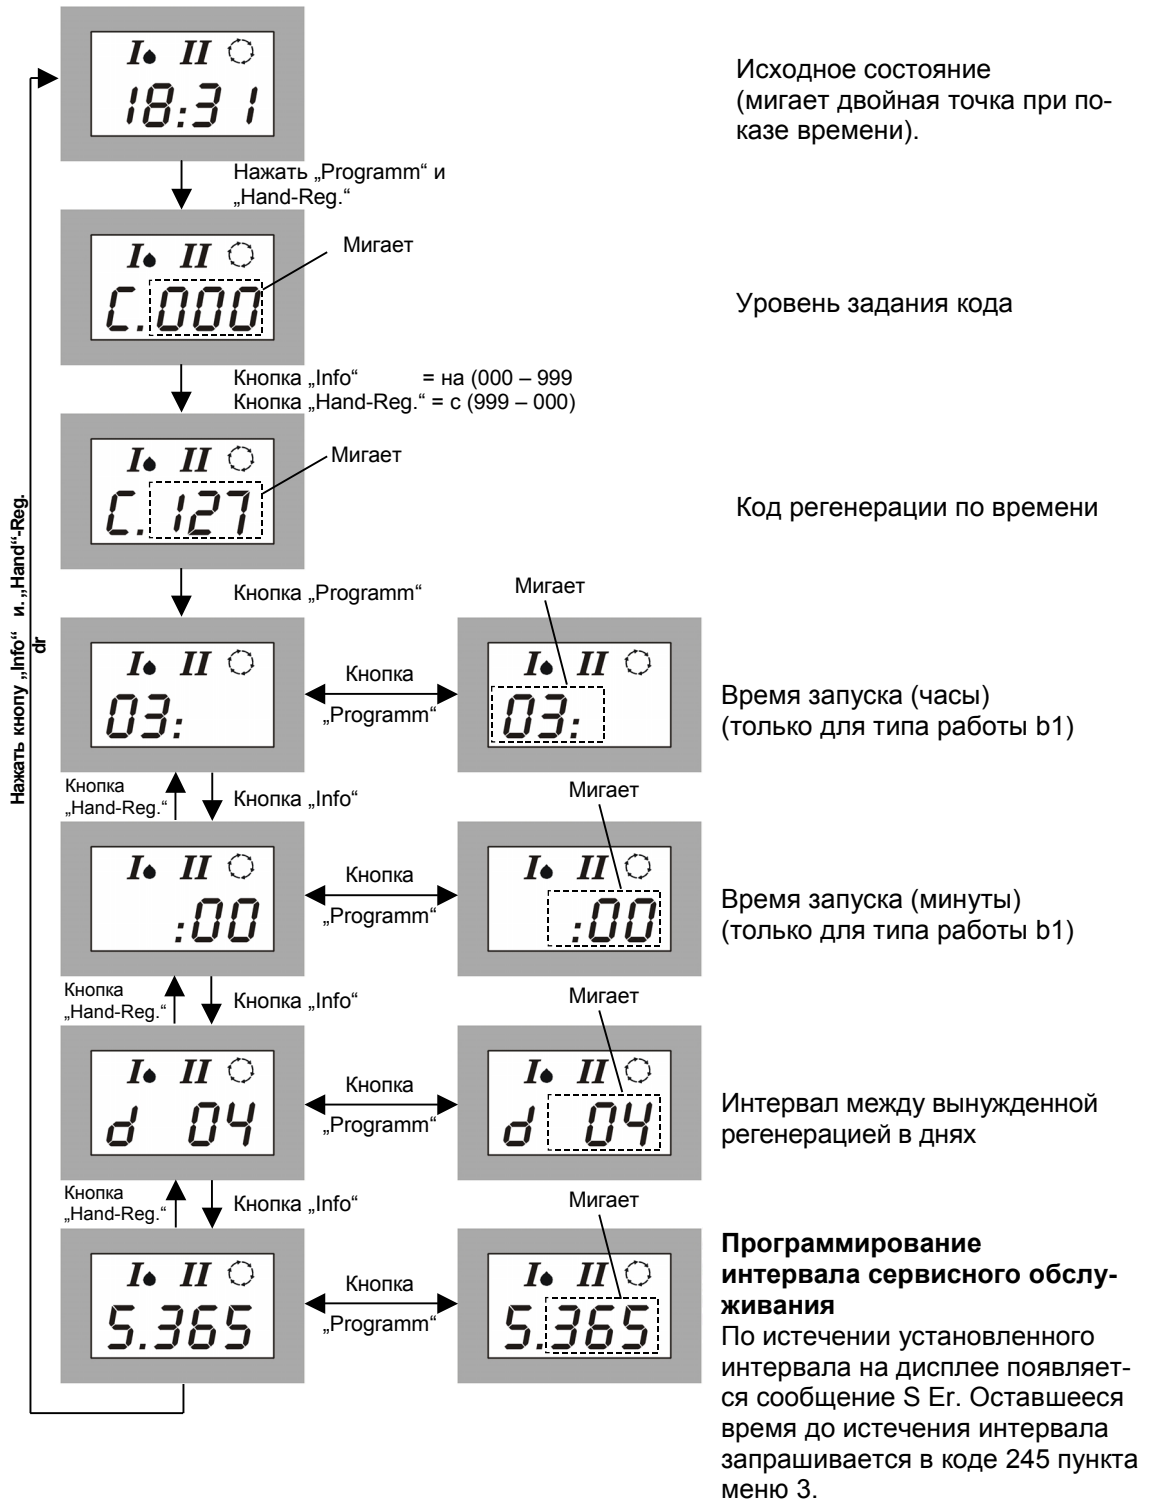 I II
18:31
Исходное состояние
(мигает двойная точка при по-
казе времени).
Нажать „Programm“ и
„Hand-Reg.“
I II
C.000
Мигает
Уровень задания кода
Кнопка „Info“ = на (000 – 999
Кнопка „Hand-Reg.“ = с (999 – 000)
I II
C.127
Мигает
Код регенерации по времени
Кнопка „Programm“
I II
03:
Кнопка
„Programm“
Мигает
I II
03:
Время запуска (часы)
(только для типа работы b1)
Кнопка
„Hand-Reg.“
Кнопка „Info“
I II
:00
Кнопка
„Programm“
Мигает
I II
:00
Время запуска (минуты)
(только для типа работы b1)
Кнопка
„Hand-Reg.“
Кнопка „Info“
I II
d 04
Кнопка
„Programm“
Мигает
I II
d 04
Интервал между вынужденной
регенерацией в днях
Кнопка
„Hand-Reg.“
Кнопка „Info“
I II
5.365
Кнопка
„Programm“
Мигает
I II
5.365
Программирование
интервала сервисного обслу-
живания
По истечении установленного
интервала на дисплее появляет-
ся сообщение S Er. Оставшееся
время до истечения интервала
запрашивается в коде 245 пункта
меню 3.
Нажать кнопу „Info“ и. „Hand“-Reg.
dr